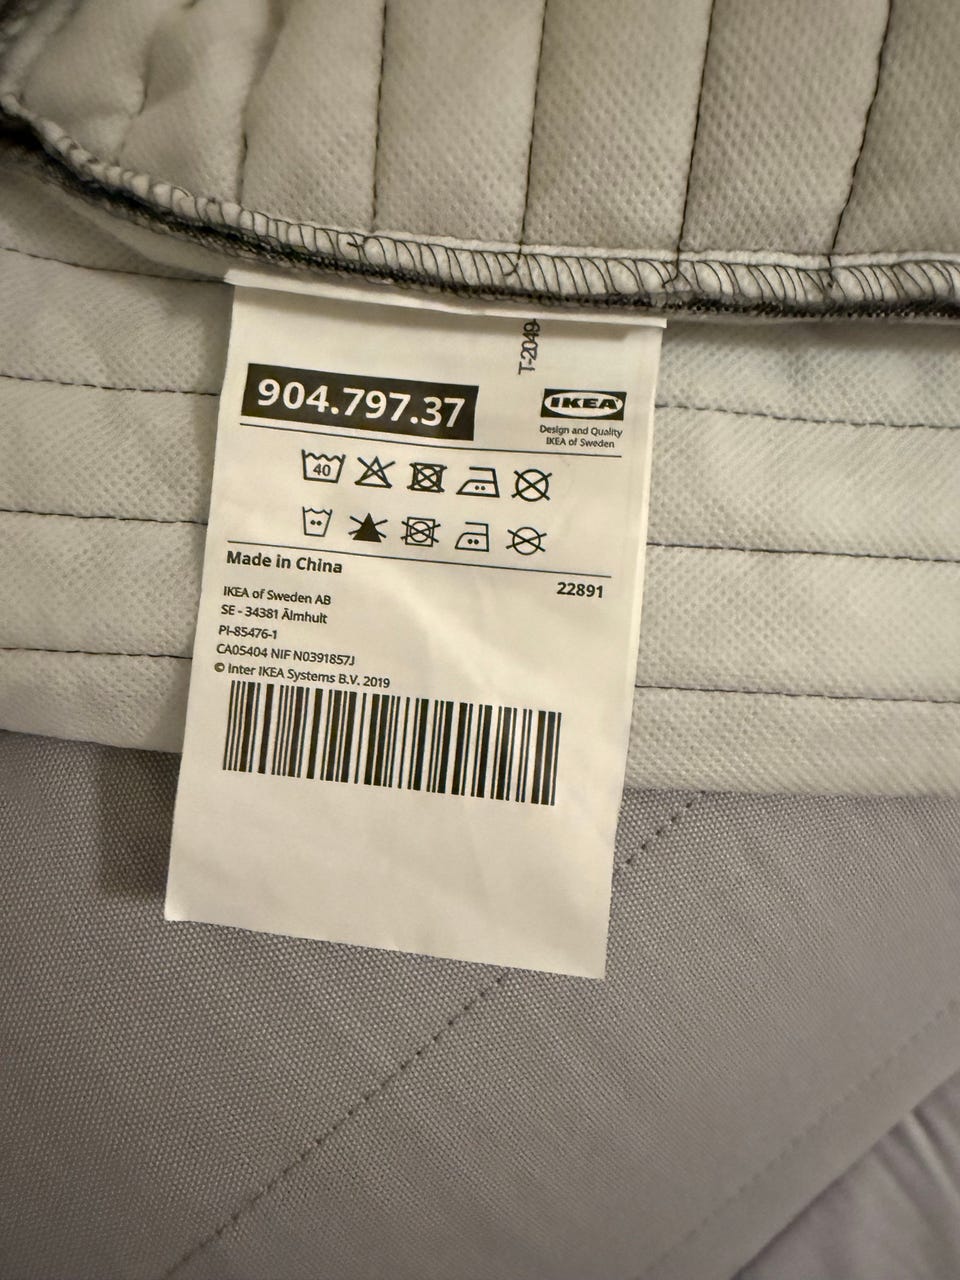 T-2049-
904.797.37
IKEA
Design and Quality
IKEA of Sweden
40
Made in China
22891
IKEA of Sweden AB
SE - 34381 Älmhult
PI-85476-1
CA05404 NIF N0391857J
© Inter IKEA Systems B.V. 2019